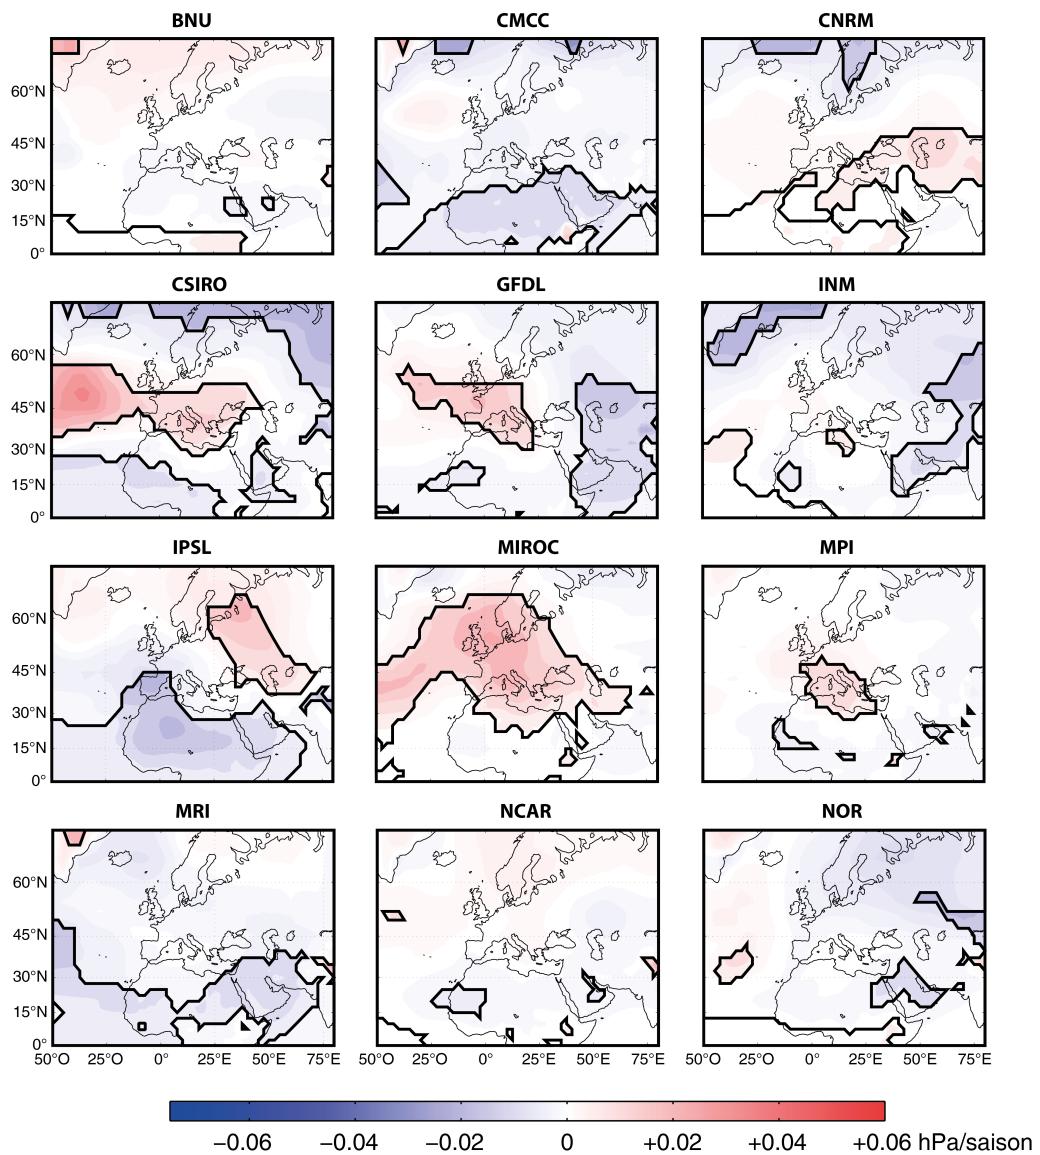 BNU CMCC CNRM
60°N
45°N
30°N
15°N
0°
CSIRO GFDL INM
60°N
45°N
30°N
15°N
0°
IPSL MIROC MPI
60°N
45°N
30°N
15°N
0°
MRI NCAR NOR
60°N
45°N
30°N
15°N
0°
50°O 25°O 0° 25°E 50°E 75°E 50°O 25°O 0° 25°E 50°E 75°E 50°O 25°O 0° 25°E 50°E 75°E
−0.06 −0.04 −0.02 0 +0.02 +0.04 +0.06 hPa/saison